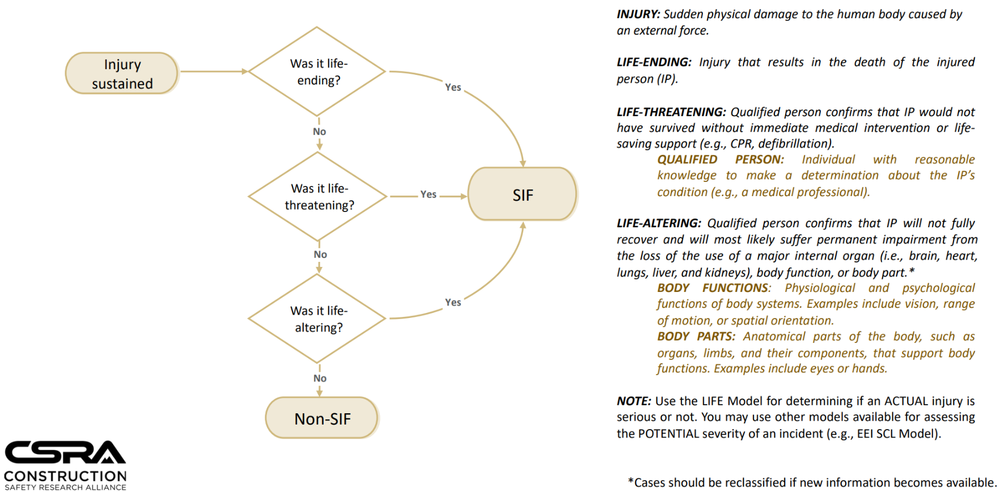 Injury
sustained
Was it life-
ending?
Yes
No
Was it life-
threatening?
Yes
SIF
No
Was it life-
altering?
Yes
No
Non-SIF
INJURY: Sudden physical damage to the human body caused by
an external force.
LIFE-ENDING: Injury that results in the death of the injured
person (IP).
LIFE-THREATENING: Qualified person confirms that IP would not
have survived without immediate medical intervention or life-
saving support (e.g., CPR, defibrillation).
QUALIFIED PERSON: Individual with reasonable
knowledge to make a determination about the IP’s
condition (e.g., a medical professional).
LIFE-ALTERING: Qualified person confirms that IP will not fully
recover and will most likely suffer permanent impairment from
the loss of the use of a major internal organ (i.e., brain, heart,
lungs, liver, and kidneys), body function, or body part.*
BODY FUNCTIONS: Physiological and psychological
functions of body systems. Examples include vision, range
of motion, or spatial orientation.
BODY PARTS: Anatomical parts of the body, such as
organs, limbs, and their components, that support body
functions. Examples include eyes or hands.
NOTE: Use the LIFE Model for determining if an ACTUAL injury is
serious or not. You may use other models available for assessing
the POTENTIAL severity of an incident (e.g., EEI SCL Model).
CSRA
CONSTRUCTION
SAFETY RESEARCH ALLIANCE
*Cases should be reclassified if new information becomes available.